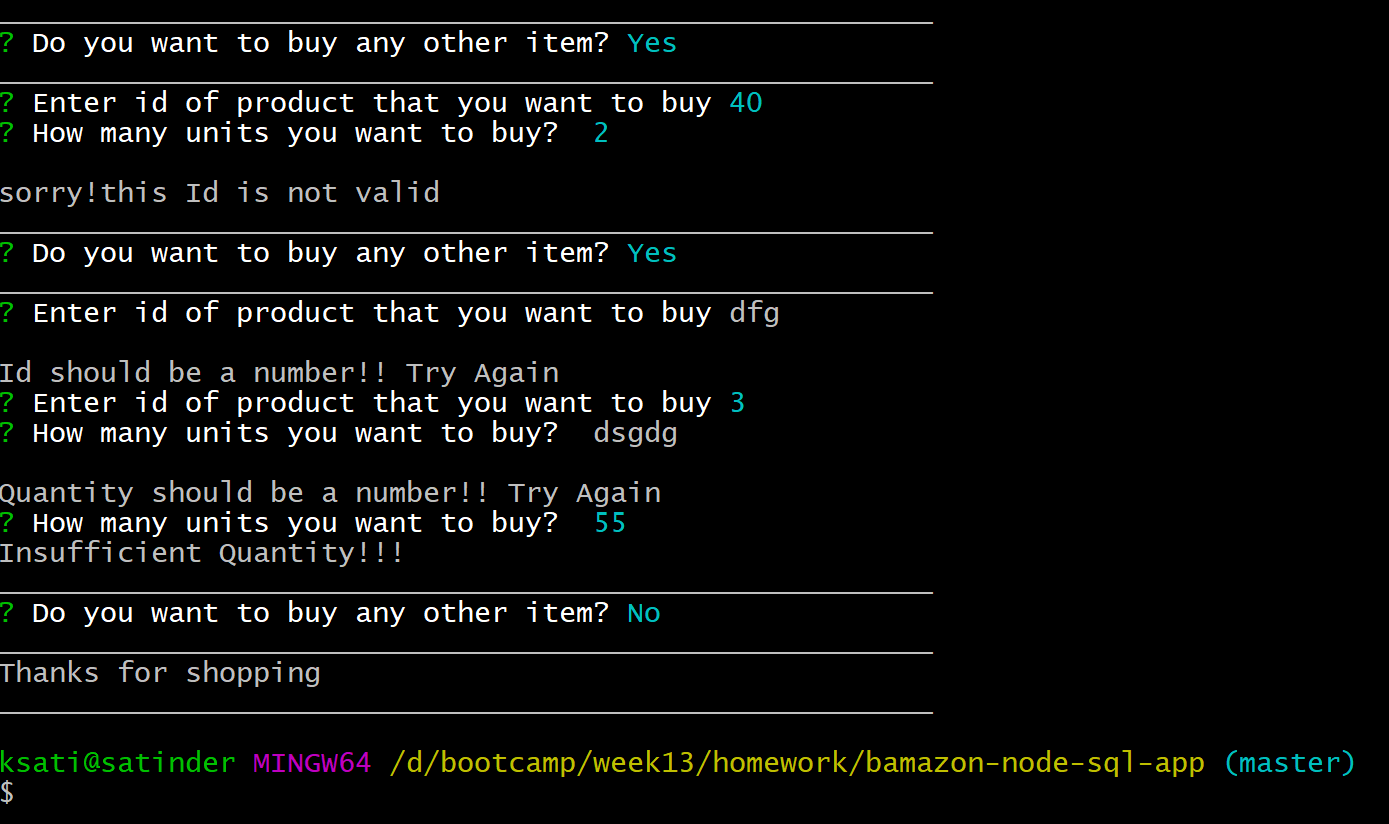 ? Do you want to buy any other item? Yes
? Enter id of product that you want to buy 40
? How many units you want to buy?  2
sorry!this Id is not valid
? Do you want to buy any other item? Yes
? Enter id of product that you want to buy dfg
Id should be a number!! Try Again
? Enter id of product that you want to buy 3
? How many units you want to buy?  dsgdg
Quantity should be a number!! Try Again
? How many units you want to buy?  55
Insufficient Quantity!!!
? Do you want to buy any other item? No
Thanks for shopping
ksati@satinder MINGW64 /d/bootcamp/week13/homework/bamazon-node-sql-app (master)
$